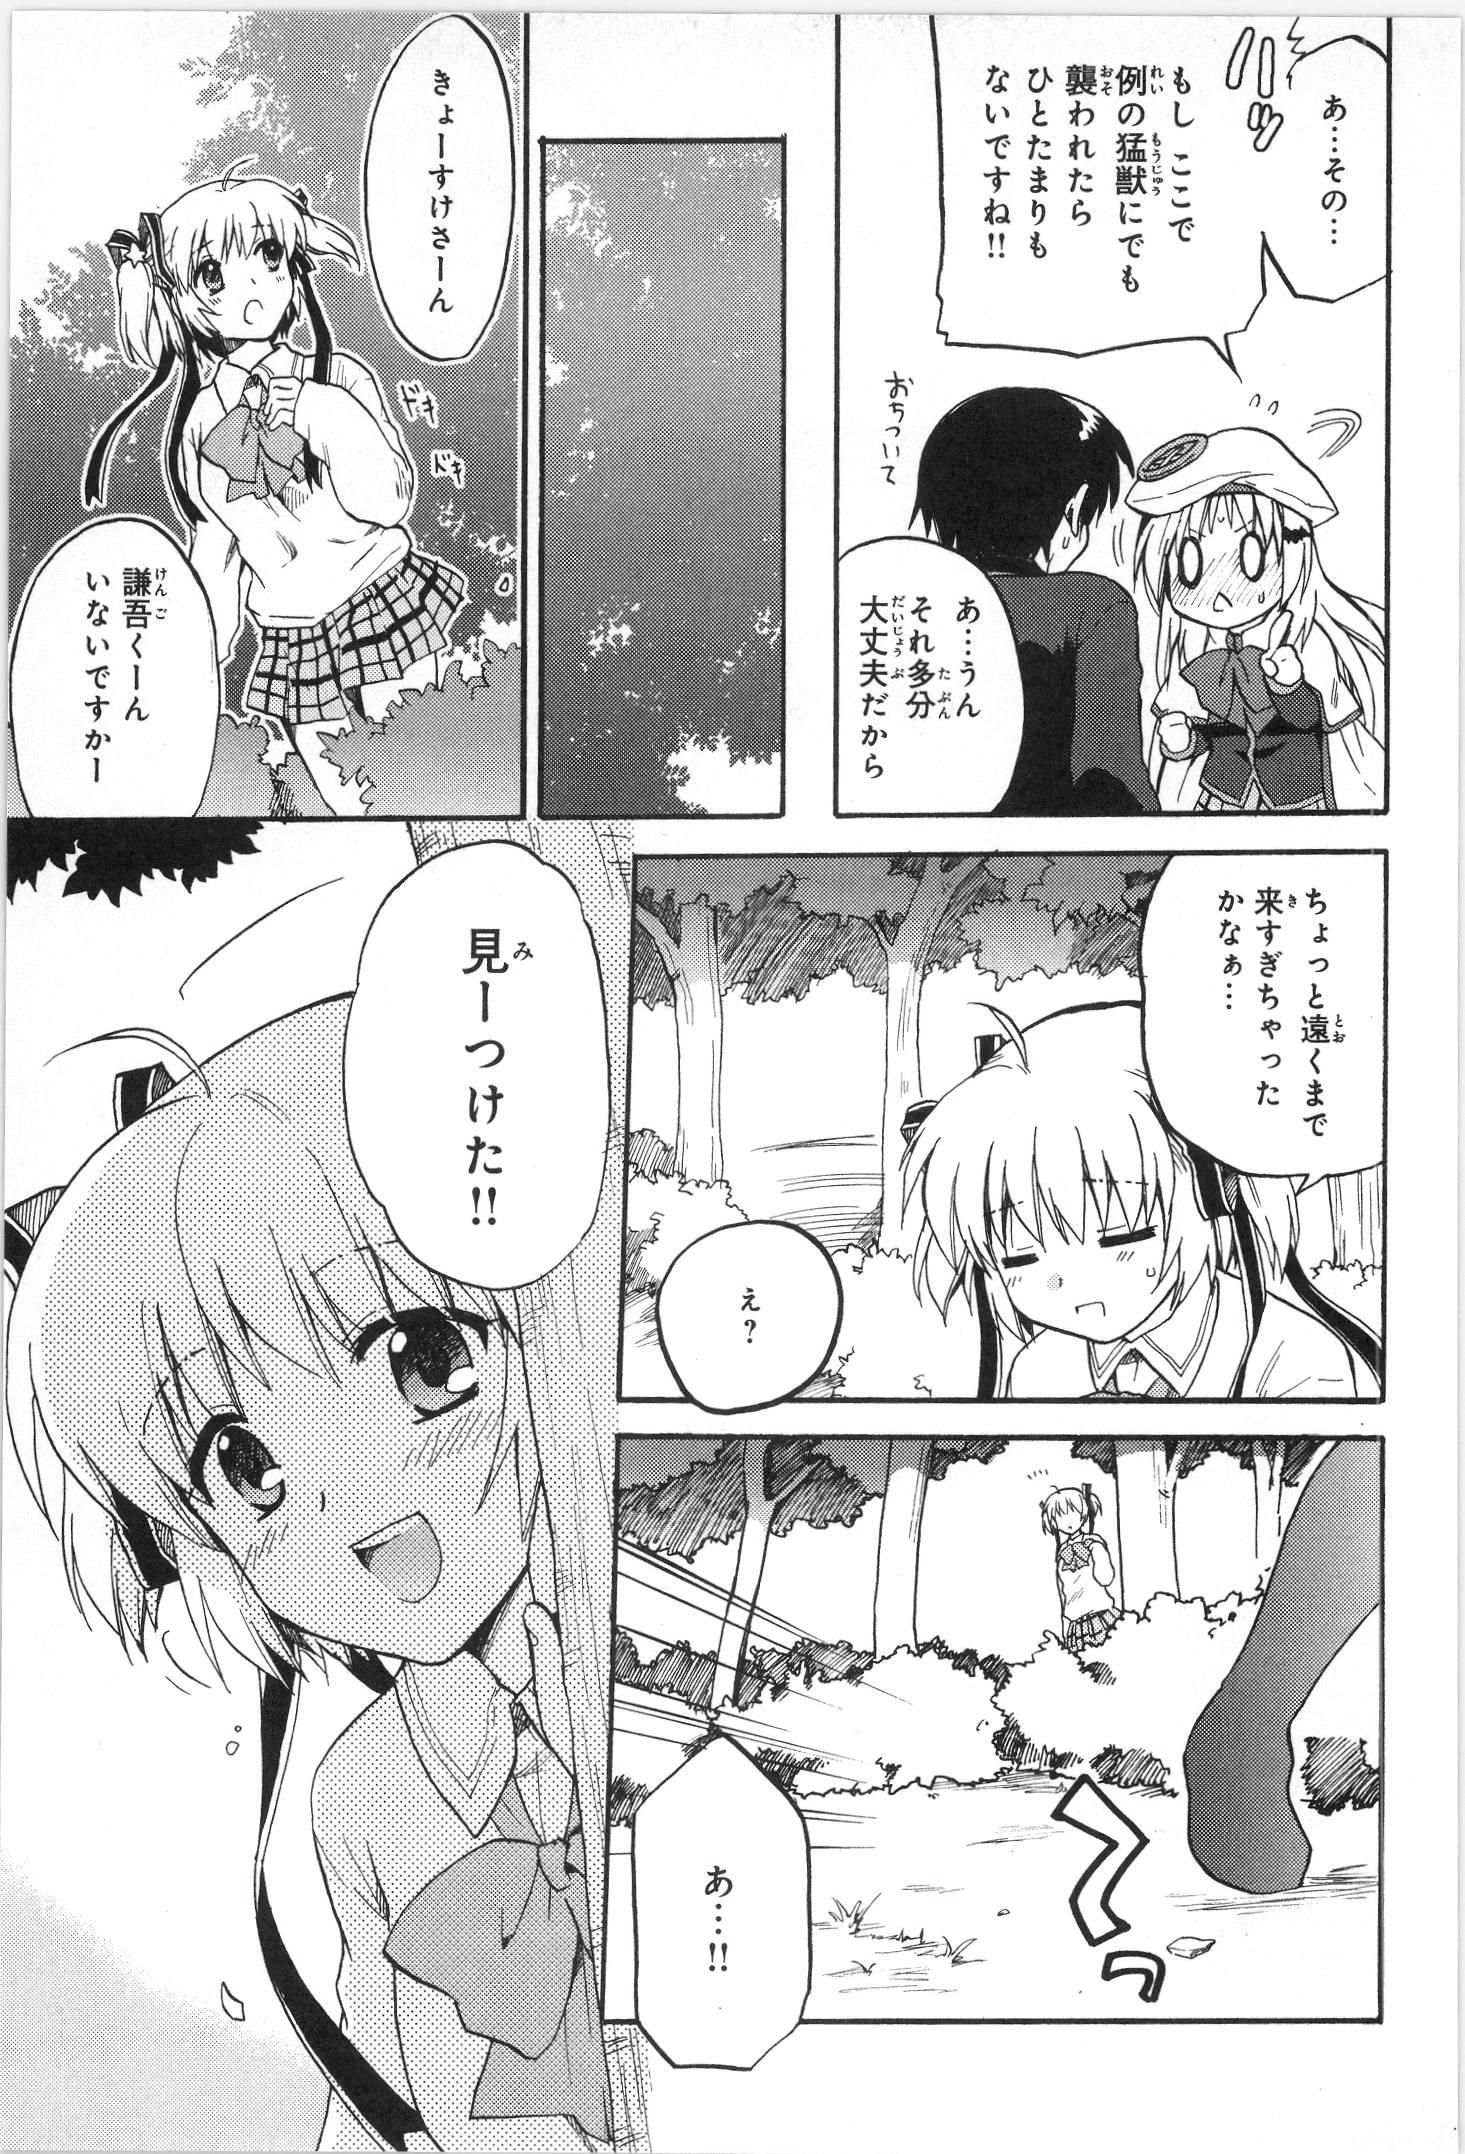 あ…その…
バッ
もし ここで
例の猛獣にでも
襲われたら
ひとたまりも
ないですね!!
おちついて
あ…うん
それ多分
大丈夫だから
きょーすけさーん
ドキ
ドキ
謙吾くーん
いないですかー
ちょっと遠くまで
来すぎちゃった
かなぁ…
え?
あ…!!
見ーつけた!!